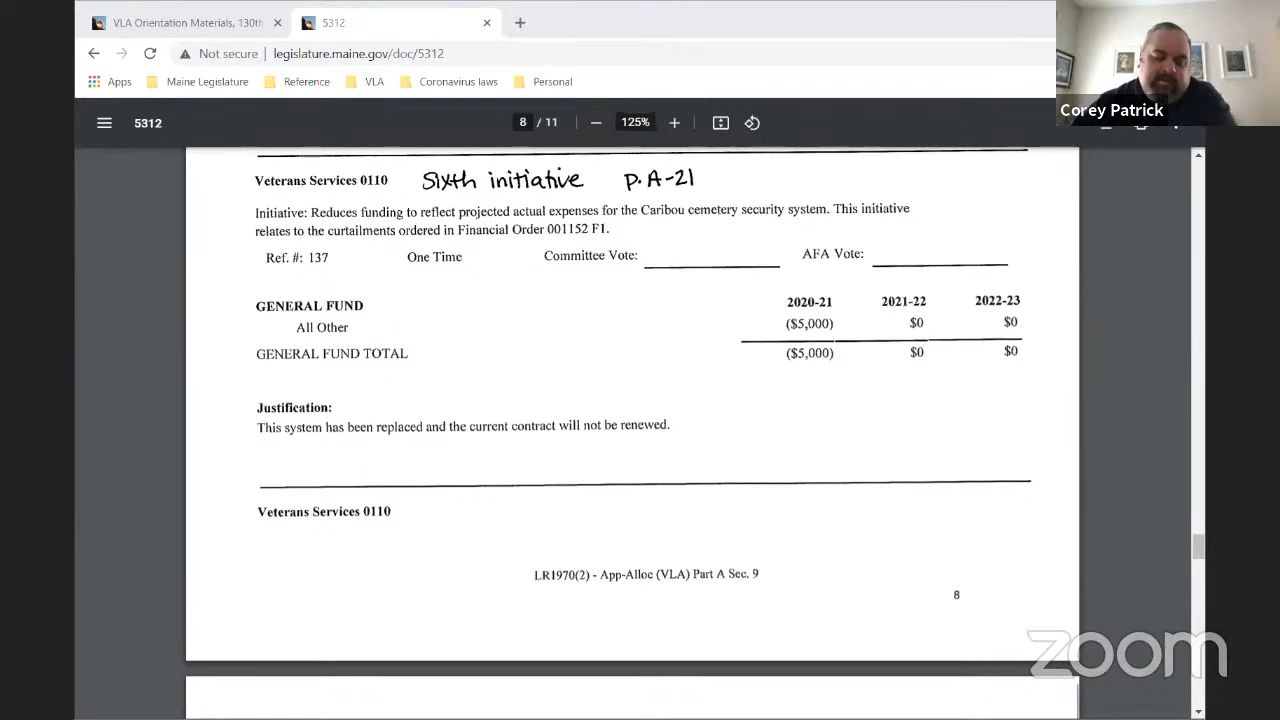 VLA Orientation Materials, 130th
5312
Not secure | legislature.maine.gov/doc/5312
Apps Maine Legislature Reference VLA Coronavirus laws Personal
Corey Patrick
5312 8 / 11 125%
Veterans Services 0110 Sixth initiative p. A-21
Initiative: Reduces funding to reflect projected actual expenses for the Caribou cemetery security system. This initiative
relates to the curtailments ordered in Financial Order 001152 F1.
Ref. #: 137 One Time Committee Vote: AFA Vote:
GENERAL FUND 2020-21 2021-22 2022-23
All Other ($5,000) $0 $0
GENERAL FUND TOTAL ($5,000) $0 $0
Justification:
This system has been replaced and the current contract will not be renewed.
Veterans Services 0110
LR1970(2) - App-Alloc (VLA) Part A Sec. 9
8
zoom